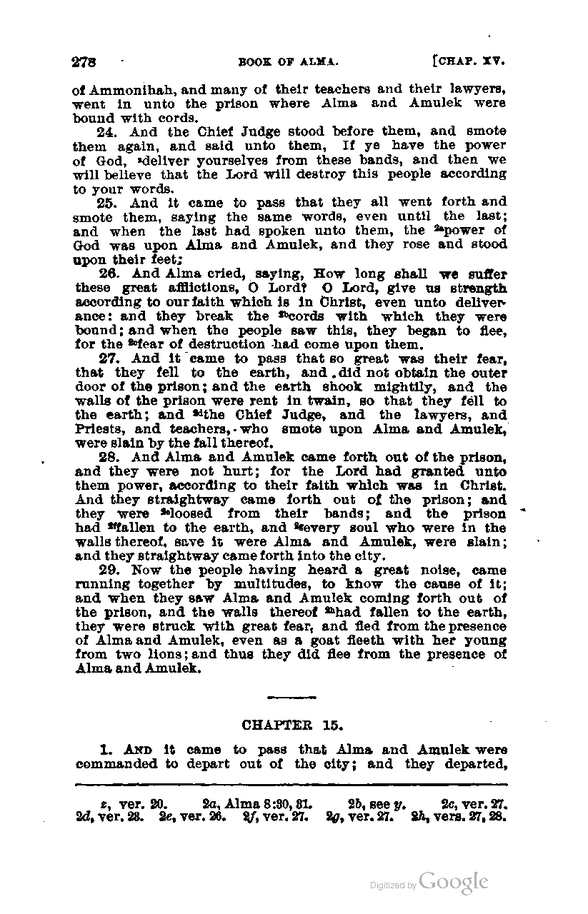 278 BOOK OF ALMA. [CHAP. XV.
of Ammonihah, and many of their teachers and their lawyers,
went in unto the prison where Alma and Amulek were
bound with cords.
24. And the Chief Judge stood before them, and smote
them again, and said unto them, If ye have the power
of God, ᶻdeliver yourselves from these bands, and then we
will believe that the Lord will destroy this people according
to your words.
25. And it came to pass that they all went forth and
smote them, saying the same words, even until the last;
and when the last had spoken unto them, the ²ᵃpower of
God was upon Alma and Amulek, and they rose and stood
upon their feet;
26. And Alma cried, saying, How long shall we suffer
these great afflictions, O Lord? O Lord, give us strength
according to our faith which is in Christ, even unto deliver-
ance: and they break the ²ᵇcords with which they were
bound; and when the people saw this, they began to flee,
for the ²ᶜfear of destruction had come upon them.
27. And it came to pass that so great was their fear,
that they fell to the earth, and did not obtain the outer
door of the prison; and the earth shook mightily, and the
walls of the prison were rent in twain, so that they fell to
the earth; and ²ᵈthe Chief Judge, and the lawyers, and
Priests, and teachers, who smote upon Alma and Amulek,
were slain by the fall thereof.
28. And Alma and Amulek came forth out of the prison,
and they were not hurt; for the Lord had granted unto
them power, according to their faith which was in Christ.
And they straightway came forth out of the prison; and
they were ²ᵉloosed from their bands; and the prison
had ²ᶠfallen to the earth, and ²ᵍevery soul who were in the
walls thereof, save it were Alma and Amulek, were slain;
and they straightway came forth into the city.
29. Now the people having heard a great noise, came
running together by multitudes, to know the cause of it;
and when they saw Alma and Amulek coming forth out of
the prison, and the walls thereof ²ʰhad fallen to the earth,
they were struck with great fear, and fled from the presence
of Alma and Amulek, even as a goat fleeth with her young
from two lions; and thus they did flee from the presence of
Alma and Amulek.
CHAPTER 15.
1. AND it came to pass that Alma and Amulek were
commanded to depart out of the city; and they departed,
z, ver. 20. 2a, Alma 8:30, 31. 2b, see y. 2c, ver. 27.
2d, ver. 28. 2e, ver. 26. 2f, ver. 27. 2g, ver. 27. 2h, vers. 27, 28.
Digitized by Google